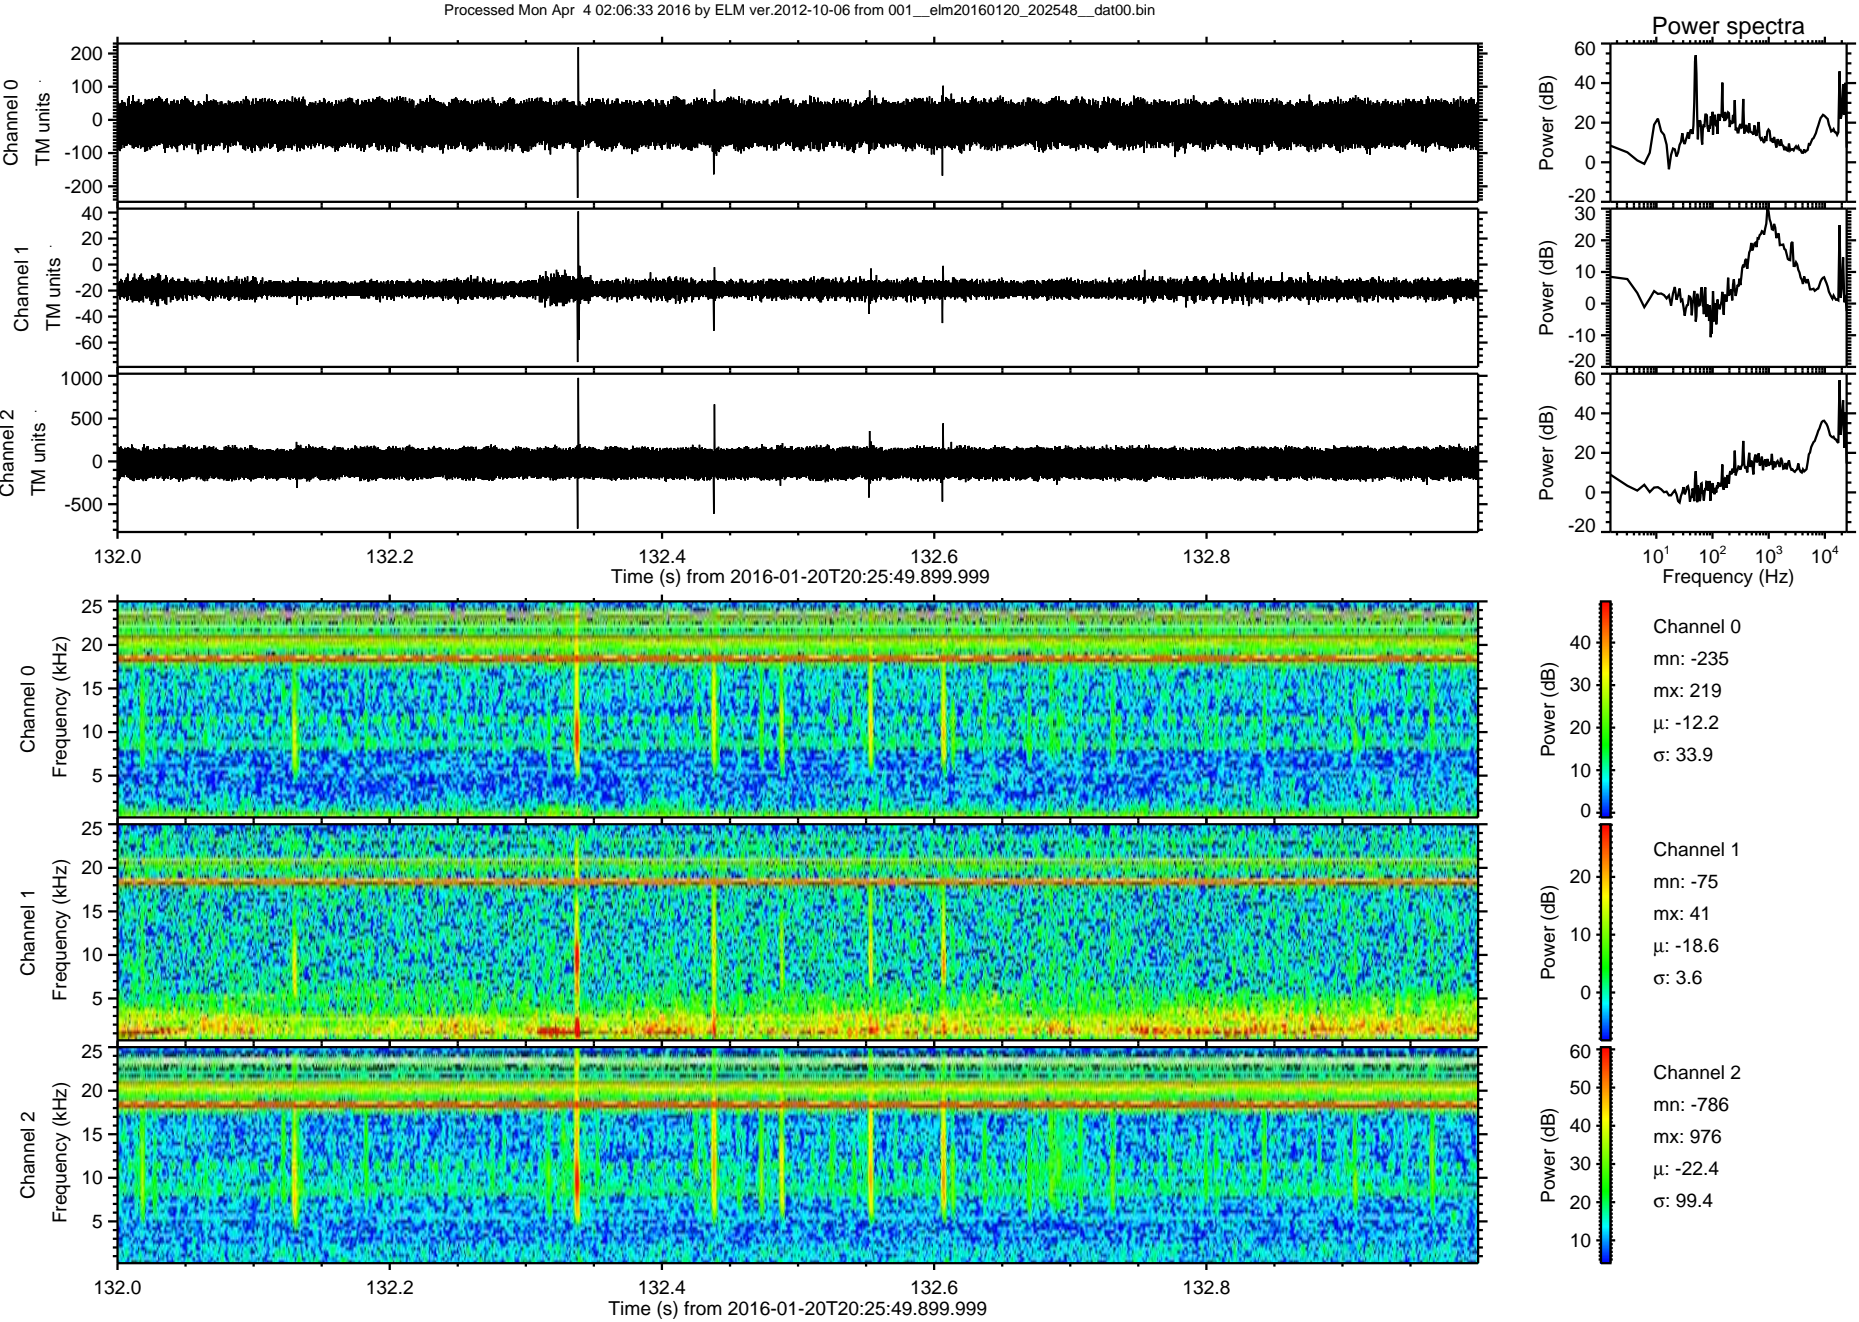 Processed Mon Apr  4 02:06:33 2016 by ELM ver.2012-10-06 from 001__elm20160120_202548__dat00.bin
Power spectra
Channel 0
TM units
200
100
0
-100
-200
Power (dB)
60
40
20
0
-20
Channel 1
TM units
40
20
0
-20
-40
-60
Power (dB)
30
20
10
0
-10
-20
Channel 2
TM units
1000
500
0
-500
Power (dB)
60
40
20
0
-20
132.0 132.2 132.4 132.6 132.8
Time (s) from 2016-01-20T20:25:49.899.999
10^1 10^2 10^3 10^4
Frequency (Hz)
Channel 0
Frequency (kHz)
25
20
15
10
5
Power (dB)
40
30
20
10
0
Channel 0
mn: -235
mx: 219
μ: -12.2
σ: 33.9
Channel 1
Frequency (kHz)
25
20
15
10
5
Power (dB)
20
10
0
Channel 1
mn: -75
mx: 41
μ: -18.6
σ: 3.6
Channel 2
Frequency (kHz)
25
20
15
10
5
Power (dB)
60
50
40
30
20
10
Channel 2
mn: -786
mx: 976
μ: -22.4
σ: 99.4
132.0 132.2 132.4 132.6 132.8
Time (s) from 2016-01-20T20:25:49.899.999